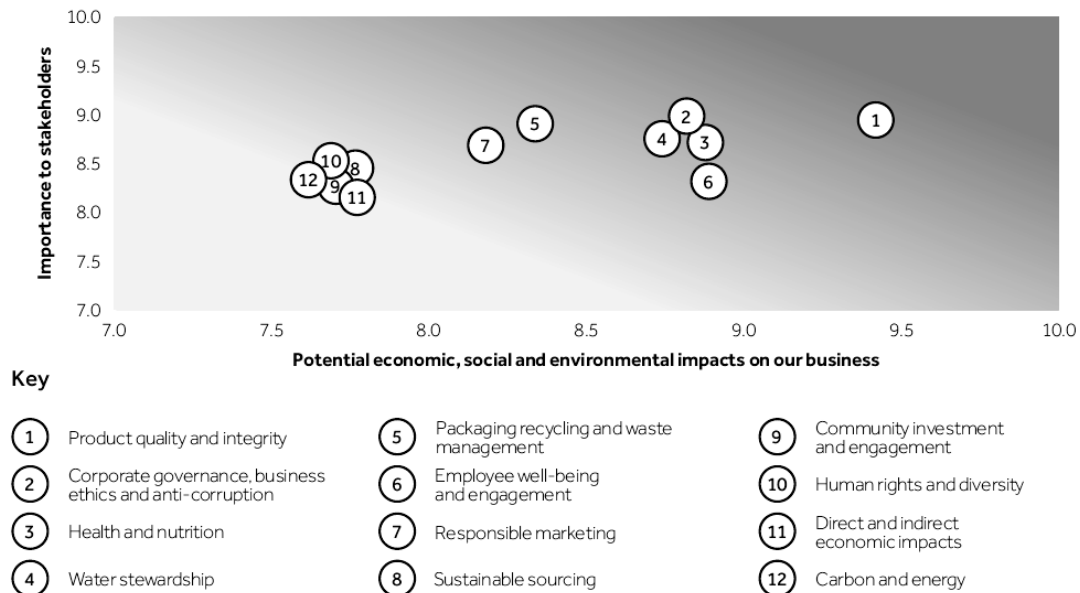 Importance to stakeholders
10.0
9.5
9.0
8.5
8.0
7.5
7.0
1
2
3
4
5
6
7
8
9
10
11
12
7.0 7.5 8.0 8.5 9.0 9.5 10.0
Potential economic, social and environmental impacts on our business
Key
1 Product quality and integrity
2 Corporate governance, business
ethics and anti-corruption
3 Health and nutrition
4 Water stewardship
5 Packaging recycling and waste
management
6 Employee well-being
and engagement
7 Responsible marketing
8 Sustainable sourcing
9 Community investment
and engagement
10 Human rights and diversity
11 Direct and indirect
economic impacts
12 Carbon and energy